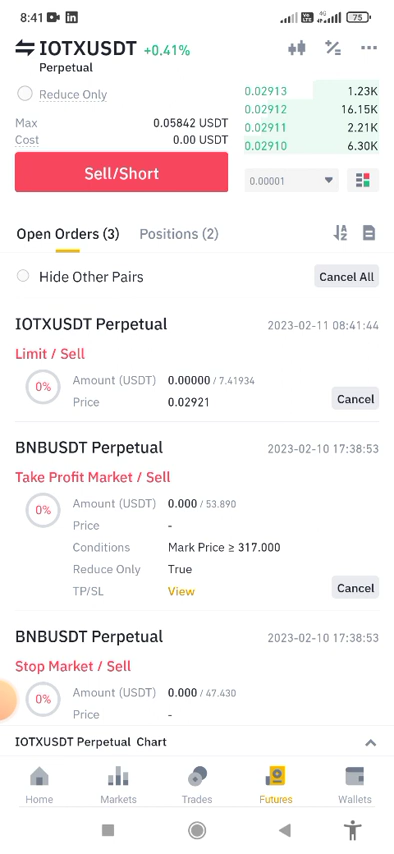 8:41 4G 75
IOTXUSDT +0.41%
Perpetual
Reduce Only
Max 0.05842 USDT
Cost 0.00 USDT
Sell/Short
0.02913 1.23K
0.02912 16.15K
0.02911 2.21K
0.02910 6.30K
0.00001
Open Orders (3) Positions (2)
Hide Other Pairs Cancel All
IOTXUSDT Perpetual 2023-02-11 08:41:44
Limit / Sell
0% Amount (USDT) 0.00000 / 7.41934
Price 0.02921
Cancel
BNBUSDT Perpetual 2023-02-10 17:38:53
Take Profit Market / Sell
0% Amount (USDT) 0.000 / 53.890
Price -
Conditions Mark Price ≥ 317.000
Reduce Only True
TP/SL View
Cancel
BNBUSDT Perpetual 2023-02-10 17:38:53
Stop Market / Sell
0% Amount (USDT) 0.000 / 47.430
Price -
IOTXUSDT Perpetual Chart
Home Markets Trades Futures Wallets